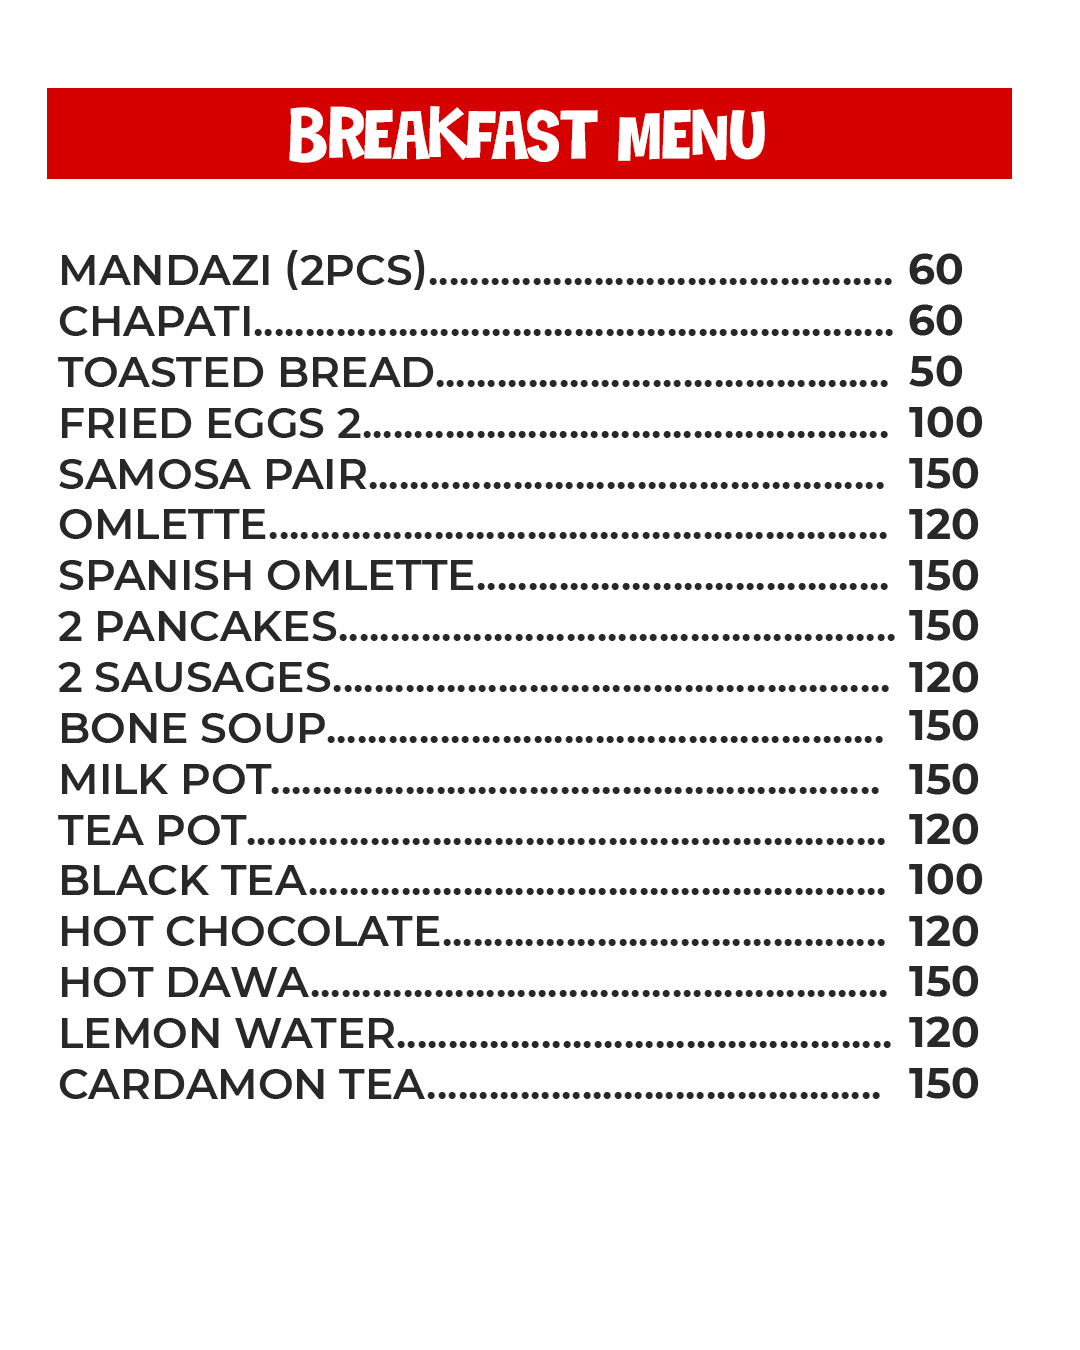 BREAKFAST MENU
MANDAZI (2PCS)............................................. 60
CHAPATI.............................................................. 60
TOASTED BREAD............................................ 50
FRIED EGGS 2................................................... 100
SAMOSA PAIR.................................................. 150
OMLETTE............................................................ 120
SPANISH OMLETTE........................................ 150
2 PANCAKES...................................................... 150
2 SAUSAGES...................................................... 120
BONE SOUP...................................................... 150
MILK POT........................................................... 150
TEA POT.............................................................. 120
BLACK TEA........................................................ 100
HOT CHOCOLATE........................................... 120
HOT DAWA........................................................ 150
LEMON WATER................................................ 120
CARDAMON TEA............................................ 150